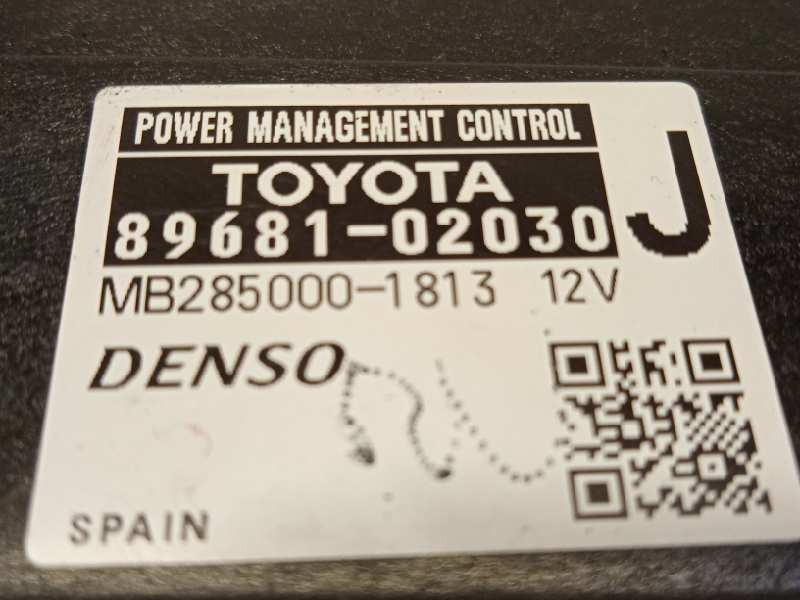 POWER MANAGEMENT CONTROL
TOYOTA
J
89681-02030
MB285000-1813 12V
DENSO
SPAIN